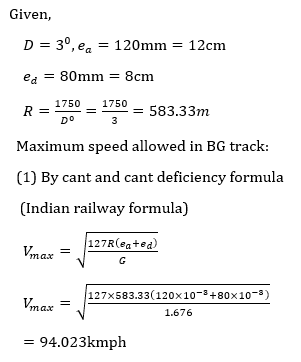 Given,
D = 3⁰, eₐ = 120mm = 12cm
e_d = 80mm = 8cm
R = 1750/D⁰ = 1750/3 = 583.33m
Maximum speed allowed in BG track:
(1) By cant and cant deficiency formula
(Indian railway formula)
V_max = √(127R(eₐ+e_d)/G)
V_max = √(127×583.33(120×10⁻³+80×10⁻³)/1.676)
= 94.023kmph